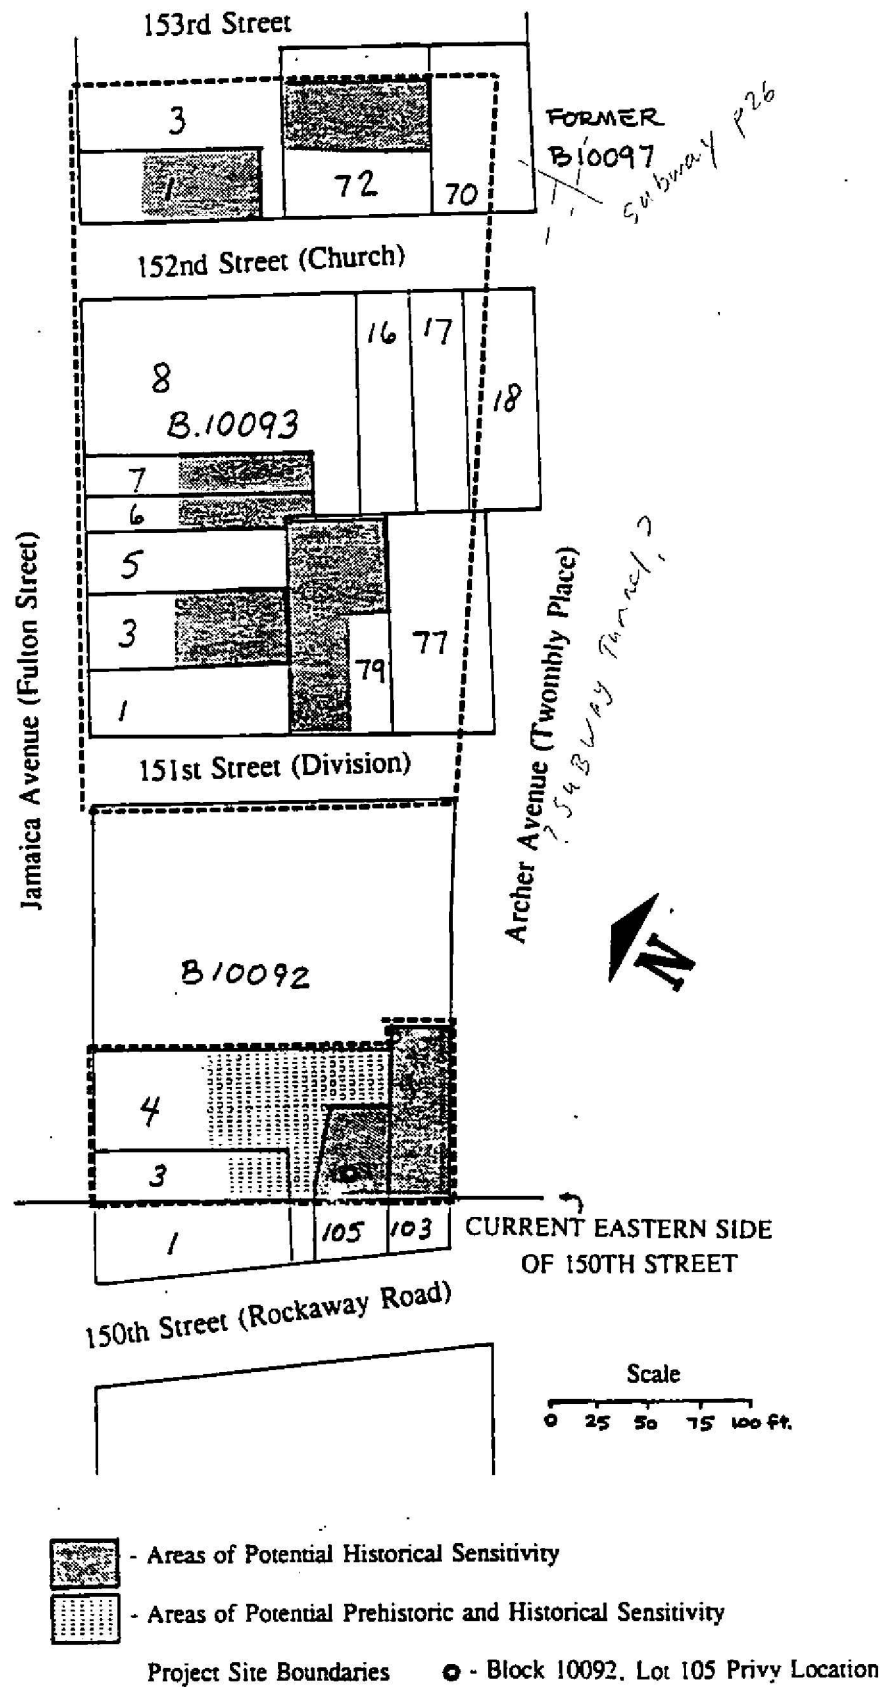 153rd Street
3
1
72
70
FORMER
B10097
Subway P26
152nd Street (Church)
8
B.10093
16
17
18
7
6
5
3
1
79
77
151st Street (Division)
Jamaica Avenue (Fulton Street)
Archer Avenue (Twombly Place)
? SUBWAY Tunnel ?
N
B10092
4
3
1
105
103
CURRENT EASTERN SIDE
OF 150TH STREET
150th Street (Rockaway Road)
Scale
0 25 50 75 100 ft.
- Areas of Potential Historical Sensitivity
- Areas of Potential Prehistoric and Historical Sensitivity
Project Site Boundaries
- Block 10092, Lot 105 Privy Location